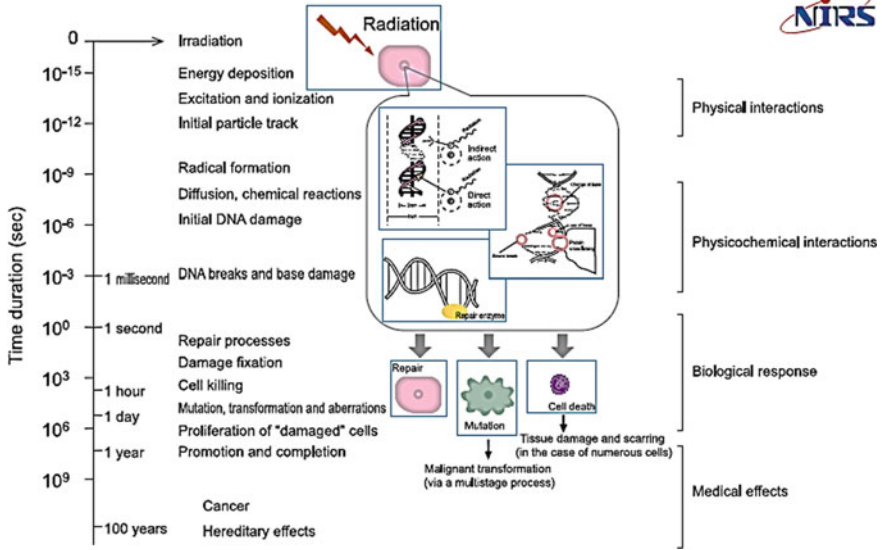 NIRS
Time duration (sec)
0
10-15
10-12
10-9
10-6
10-3
1 millisecond
100
1 second
103
1 hour
1 day
106
1 year
109
100 years
Irradiation
Energy deposition
Excitation and ionization
Initial particle track
Radical formation
Diffusion, chemical reactions
Initial DNA damage
DNA breaks and base damage
Repair processes
Damage fixation
Cell killing
Mutation, transformation and aberrations
Proliferation of "damaged" cells
Promotion and completion
Cancer
Hereditary effects
Radiation
Indirect
action
Direct
action
Repair enzyme
Repair
Mutation
Cell death
Malignant transformation
(via a multistage process)
Tissue damage and scarring
(in the case of numerous cells)
Physical interactions
Physicochemical interactions
Biological response
Medical effects